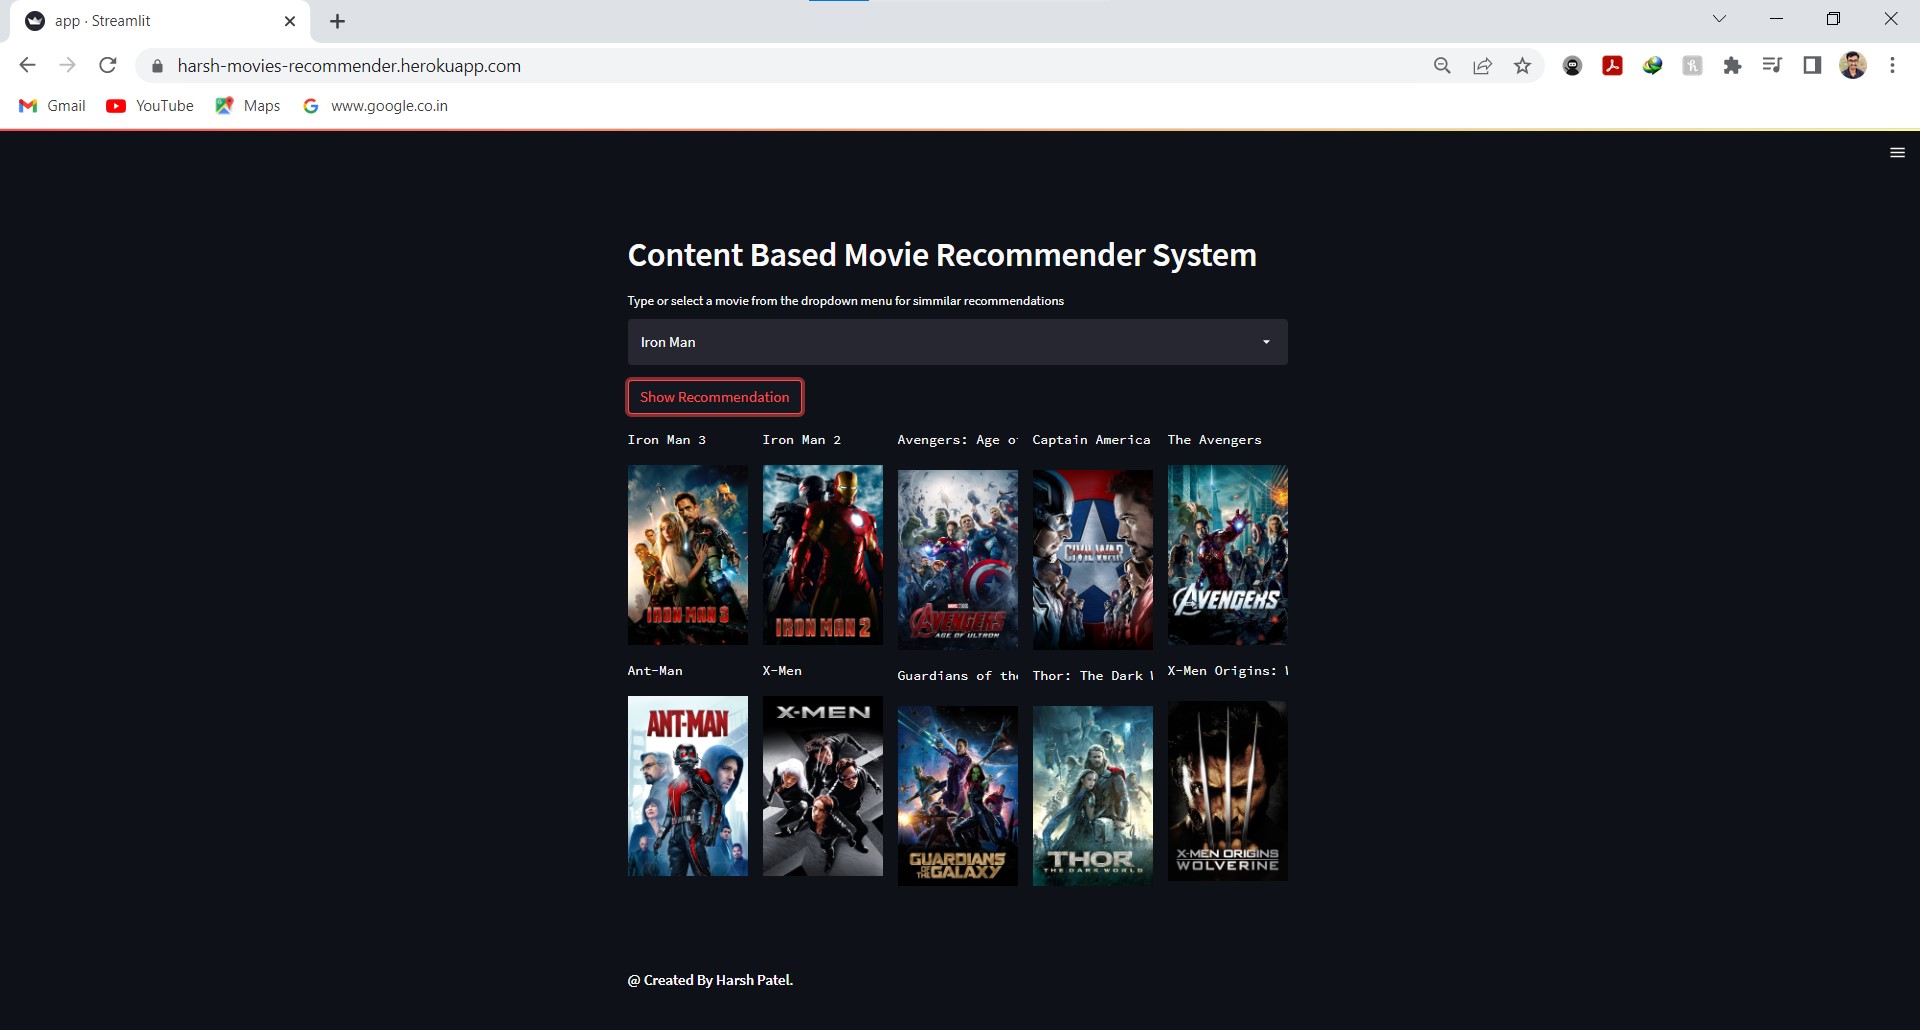 app · Streamlit
harsh-movies-recommender.herokuapp.com
Gmail YouTube Maps www.google.co.in
Content Based Movie Recommender System
Type or select a movie from the dropdown menu for simmilar recommendations
Iron Man
Show Recommendation
Iron Man 3 Iron Man 2 Avengers: Age o Captain America The Avengers
IRON MAN 3
IRON MAN 2
AVENGERS
AGE OF ULTRON
CIVIL WAR
AVENGERS
Ant-Man X-Men Guardians of the Thor: The Dark X-Men Origins:
ANT-MAN
X-MEN
GUARDIANS
OF THE GALAXY
THOR
THE DARK WORLD
X-MEN ORIGINS
WOLVERINE
@ Created By Harsh Patel.